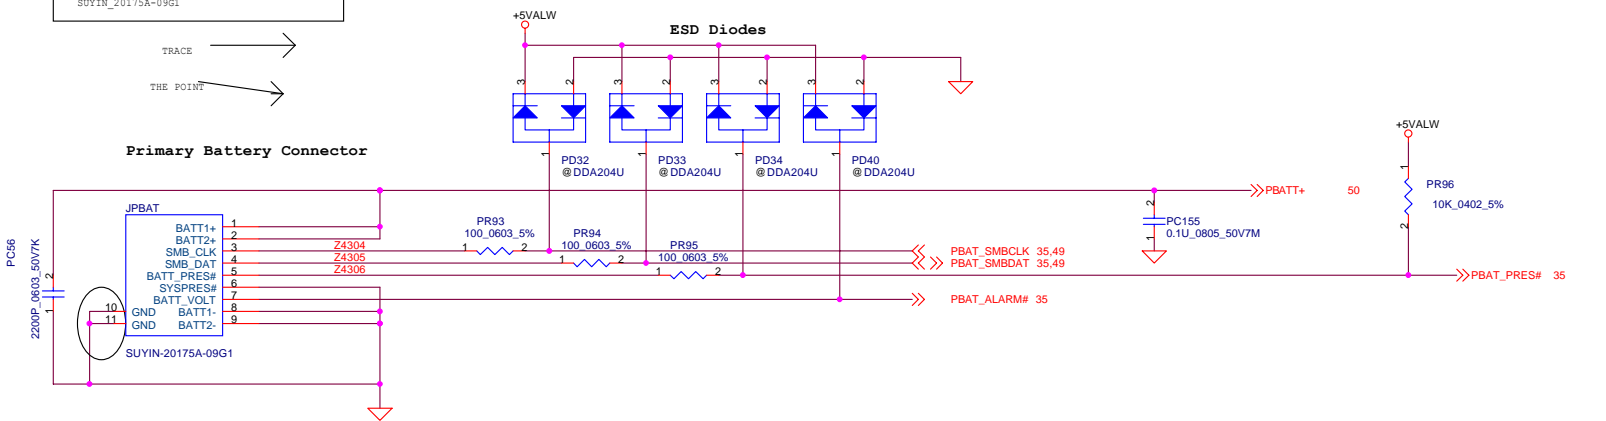 SUYIN_20175A-09G1
TRACE
THE POINT
Primary Battery Connector
+5VALW
ESD Diodes
3 2 3 2 3 2 3 2
1 1 1 1
PD32
@DDA204U
PD33
@DDA204U
PD34
@DDA204U
PD40
@DDA204U
+5VALW
1
PR96
10K_0402_5%
2
PBATT+ 50
2
PC155
0.1U_0805_50V7M
1
JPBAT
BATT1+ 1
BATT2+ 2
SMB_CLK 3
SMB_DAT 4
BATT_PRES# 5
SYSPRES# 6
BATT_VOLT 7
BATT1- 8
BATT2- 9
10 GND
11 GND
SUYIN-20175A-09G1
PC56
2200P_0603_50V7K
2
1
Z4304
Z4305
Z4306
PR93
100_0603_5%
1 2
PR94
100_0603_5%
1 2
PR95
100_0603_5%
1 2
PBAT_SMBCLK 35,49
PBAT_SMBDAT 35,49
PBAT_PRES# 35
PBAT_ALARM# 35